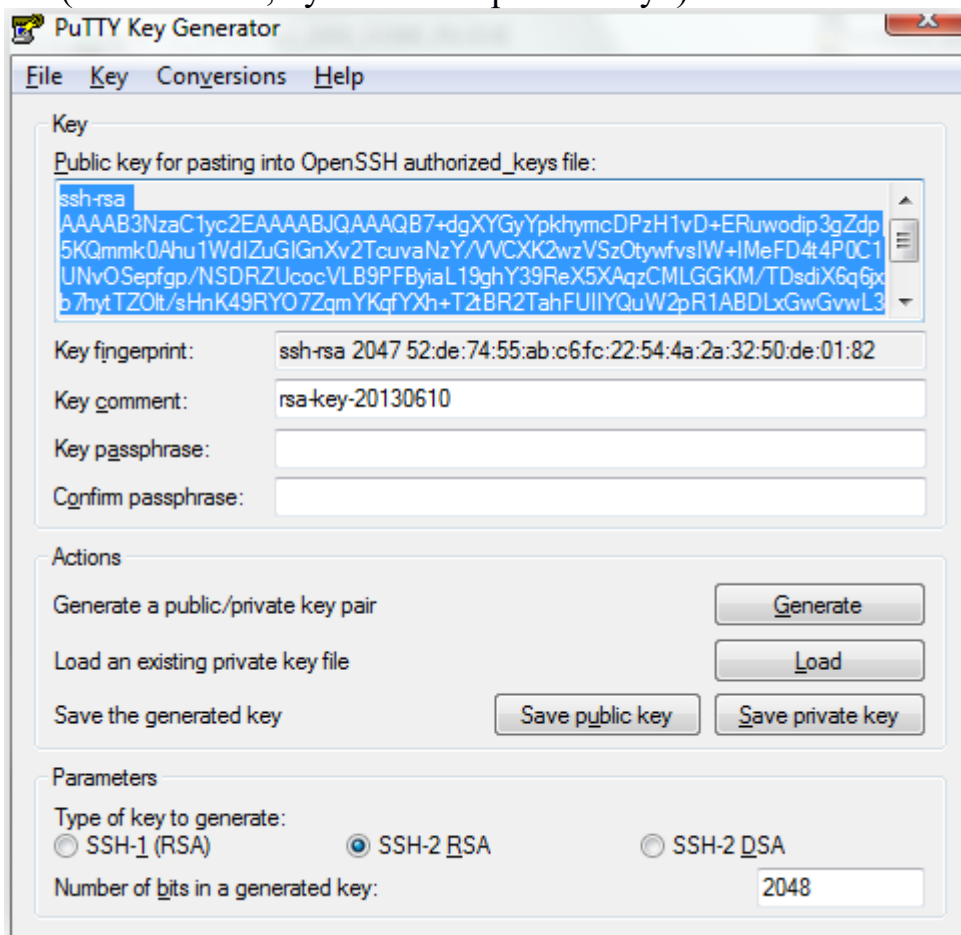 PuTTY Key Generator
File Key Conversions Help
Key
Public key for pasting into OpenSSH authorized_keys file:
ssh-rsa
AAAAB3NzaC1yc2EAAAABJQAAAQB7+dgXYGyYpkhymcDPzH1vD+ERuwodip3gZdp
5KQmmk0Ahu1WdIZuGIGnXv2TcuvaNzY/VVCXK2wzVSzOtywfvsIW+IMeFD4t4P0C1
UNvOSepfgp/NSDRZUcocVLB9PFByiaL19ghY39ReX5XAqzCMLGGKM/TDsdiX6q6jx
b7hytTZOlt/sHnK49RYO7ZqmYKqfYXh+T2tBR2TahFUIIYQuW2pR1ABDLxGwGvwL3
Key fingerprint: ssh-rsa 2047 52:de:74:55:ab:c6:fc:22:54:4a:2a:32:50:de:01:82
Key comment: rsa-key-20130610
Key passphrase:
Confirm passphrase:
Actions
Generate a public/private key pair Generate
Load an existing private key file Load
Save the generated key Save public key Save private key
Parameters
Type of key to generate:
SSH-1 (RSA) SSH-2 RSA SSH-2 DSA
Number of bits in a generated key: 2048